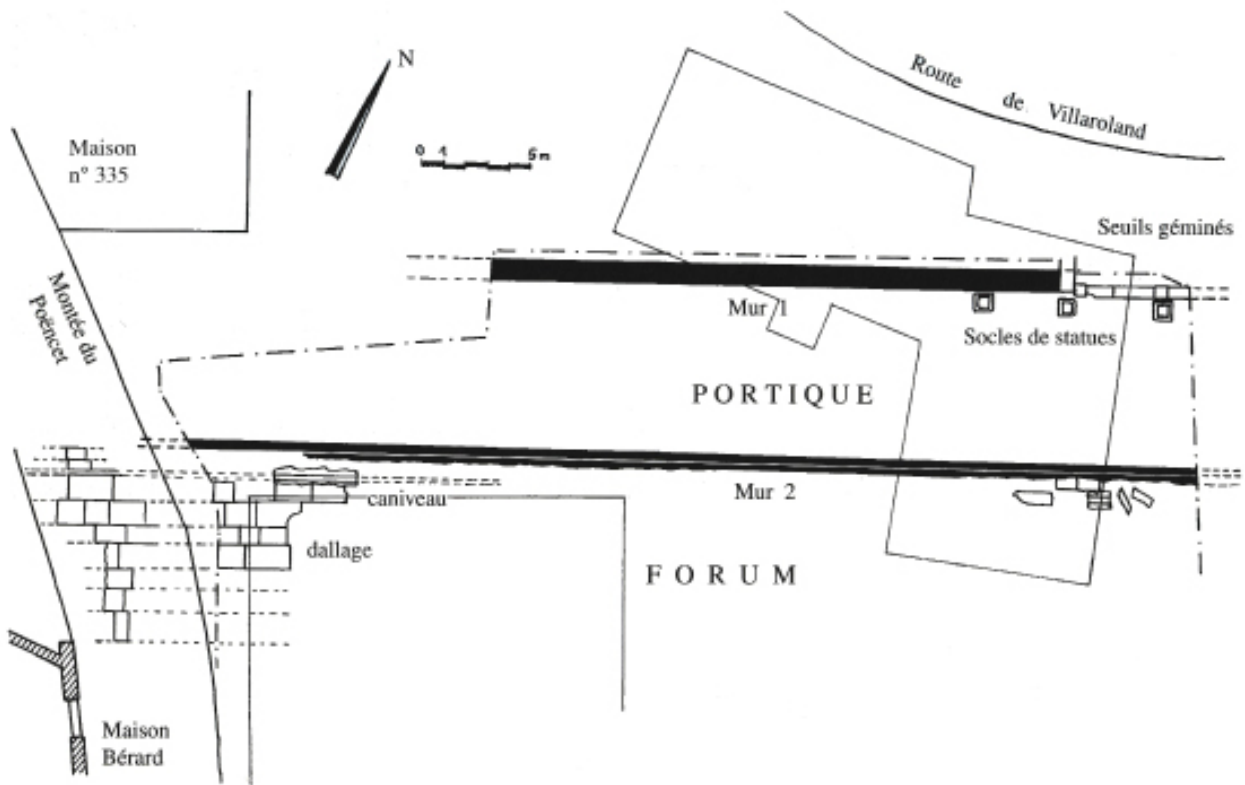 Route de Villaroland
N
Maison
n° 335
0 1 5m
Seuils géminés
Montée du
Poëncet
Mur 1
Socles de statues
PORTIQUE
caniveau
Mur 2
dallage
FORUM
Maison
Bérard